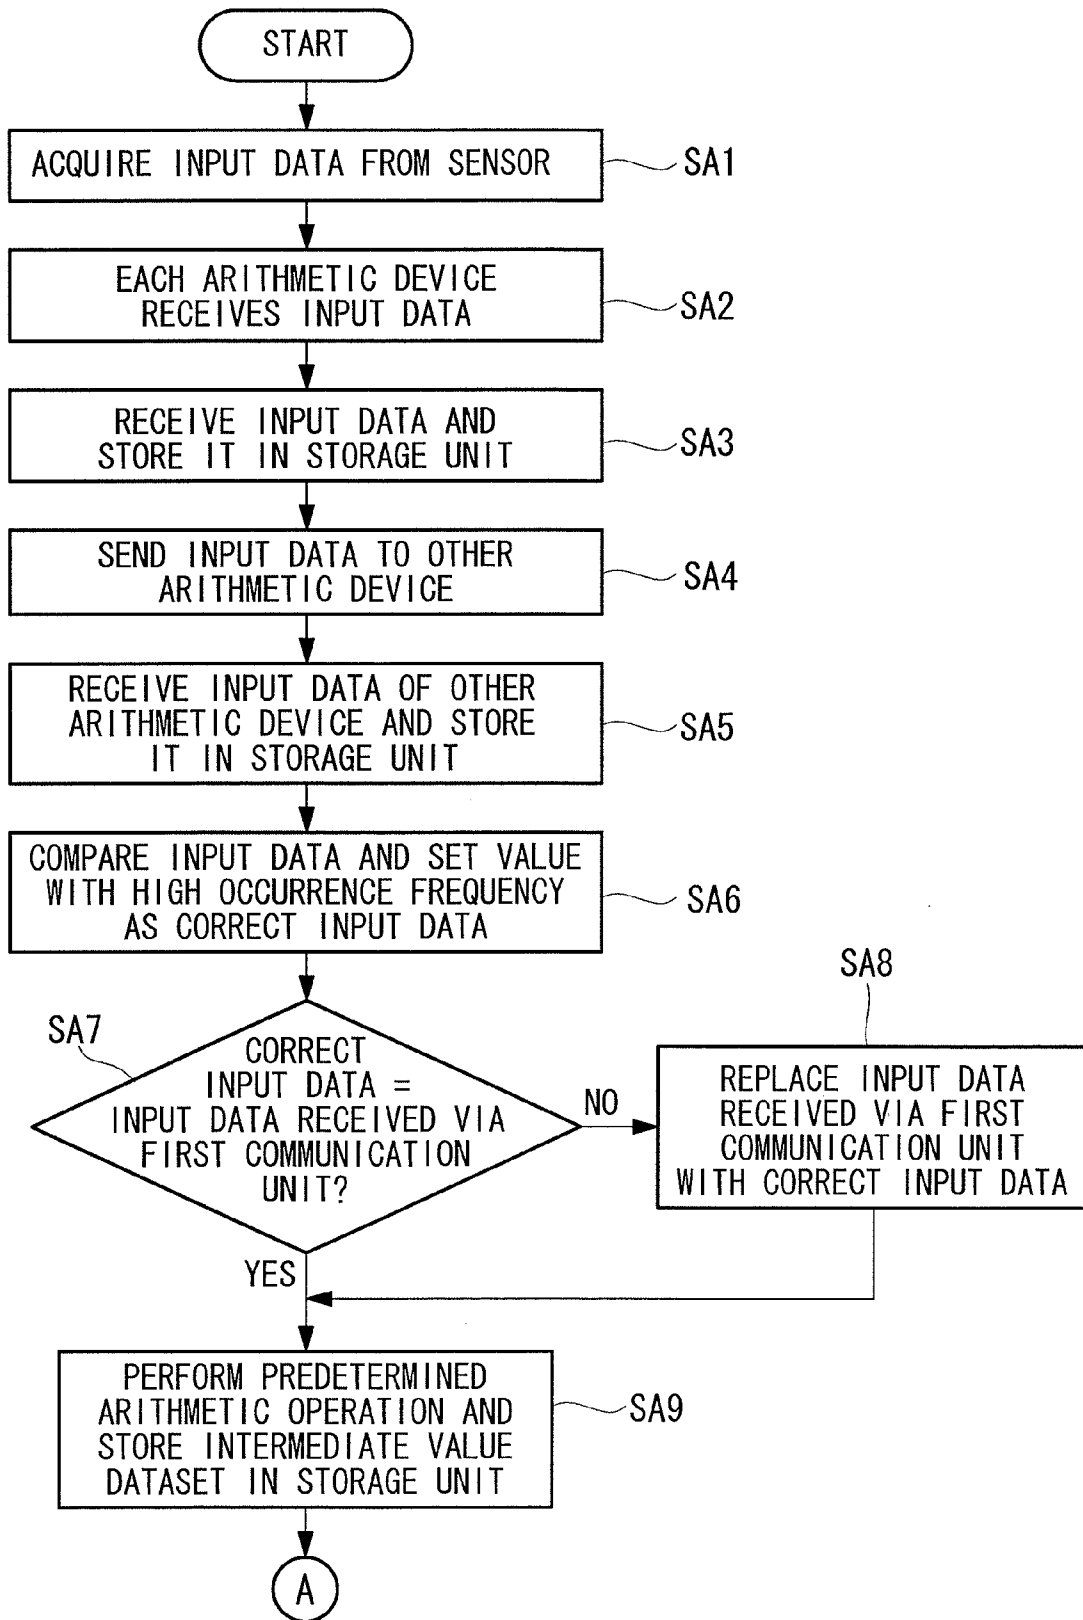 START
ACQUIRE INPUT DATA FROM SENSOR
SA1
EACH ARITHMETIC DEVICE
RECEIVES INPUT DATA
SA2
RECEIVE INPUT DATA AND
STORE IT IN STORAGE UNIT
SA3
SEND INPUT DATA TO OTHER
ARITHMETIC DEVICE
SA4
RECEIVE INPUT DATA OF OTHER
ARITHMETIC DEVICE AND STORE
IT IN STORAGE UNIT
SA5
COMPARE INPUT DATA AND SET VALUE
WITH HIGH OCCURRENCE FREQUENCY
AS CORRECT INPUT DATA
SA6
SA7
CORRECT
INPUT DATA =
INPUT DATA RECEIVED VIA
FIRST COMMUNICATION
UNIT?
NO
SA8
REPLACE INPUT DATA
RECEIVED VIA FIRST
COMMUNICATION UNIT
WITH CORRECT INPUT DATA
YES
PERFORM PREDETERMINED
ARITHMETIC OPERATION AND
STORE INTERMEDIATE VALUE
DATASET IN STORAGE UNIT
SA9
A